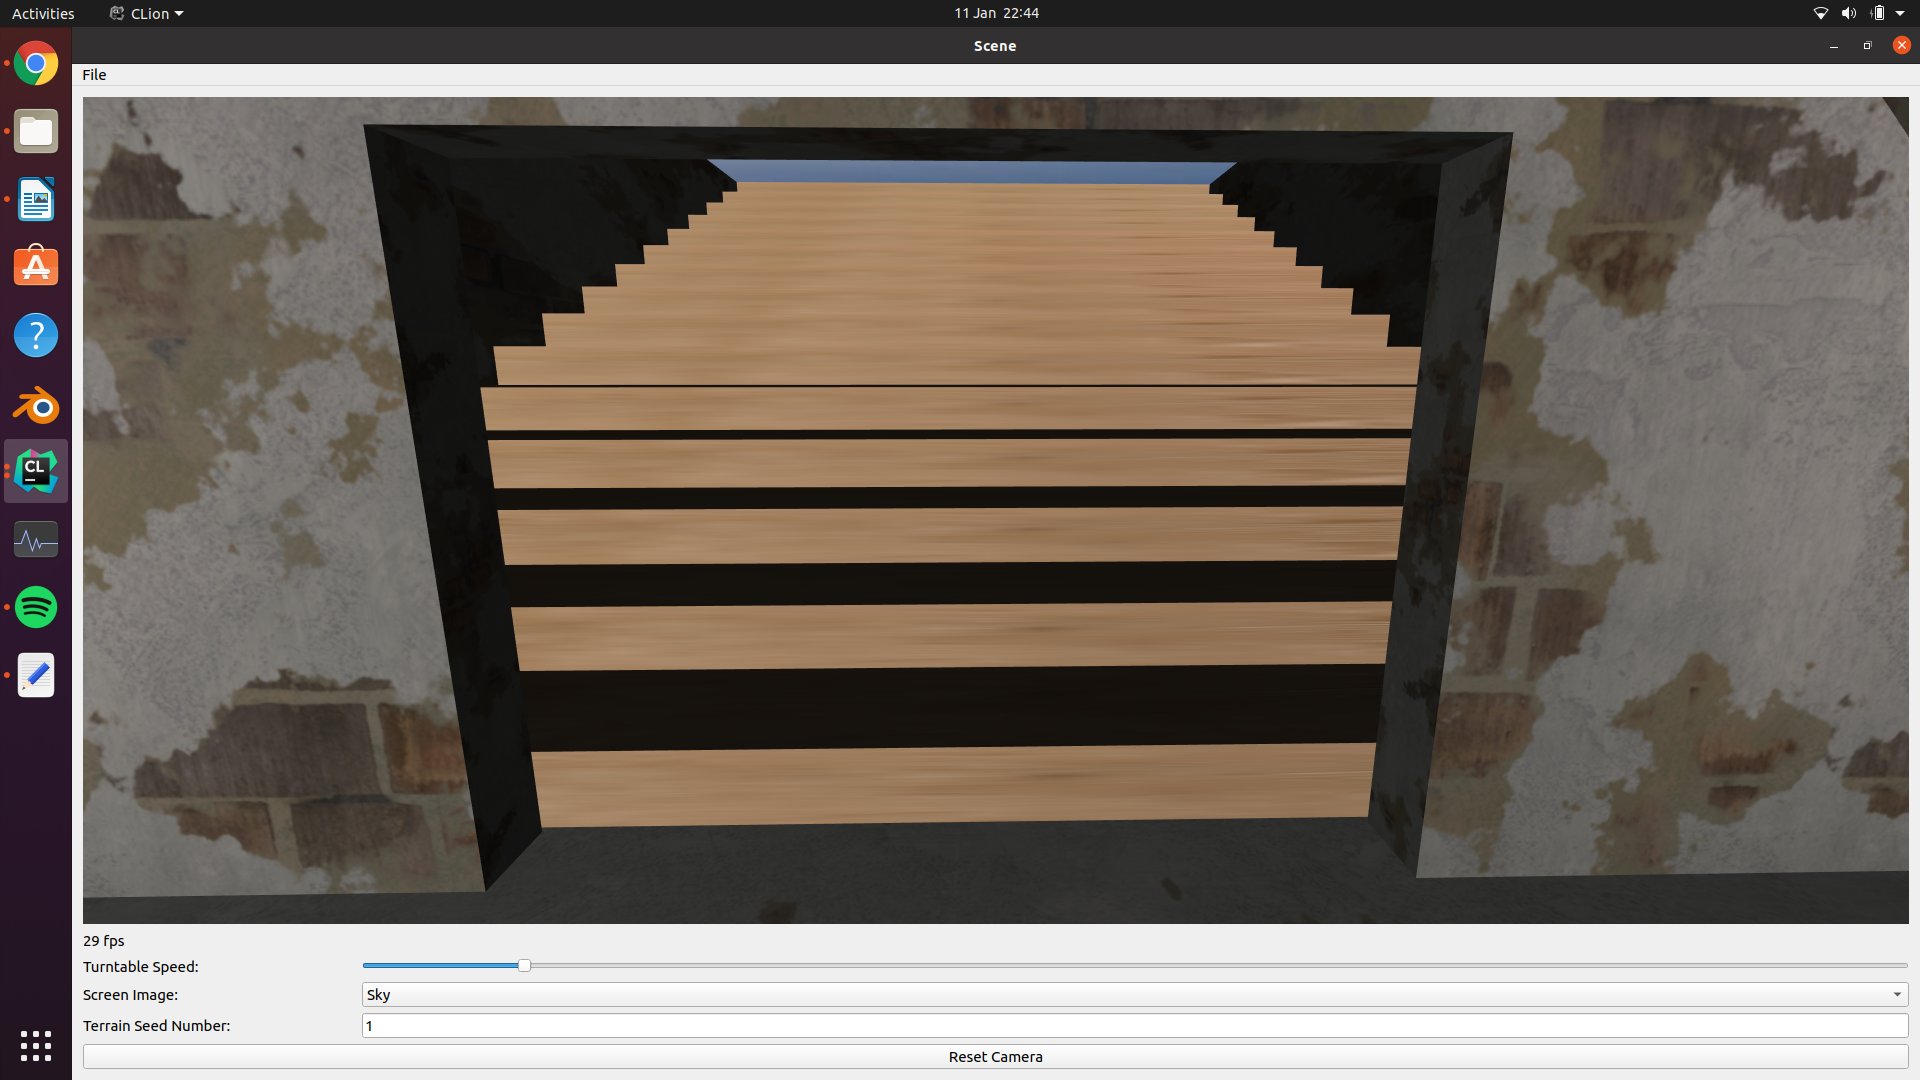 Activities
CLion
11 Jan 22:44
Scene
File
CL
29 fps
Turntable Speed:
Screen Image:
Sky
Terrain Seed Number:
1
Reset Camera